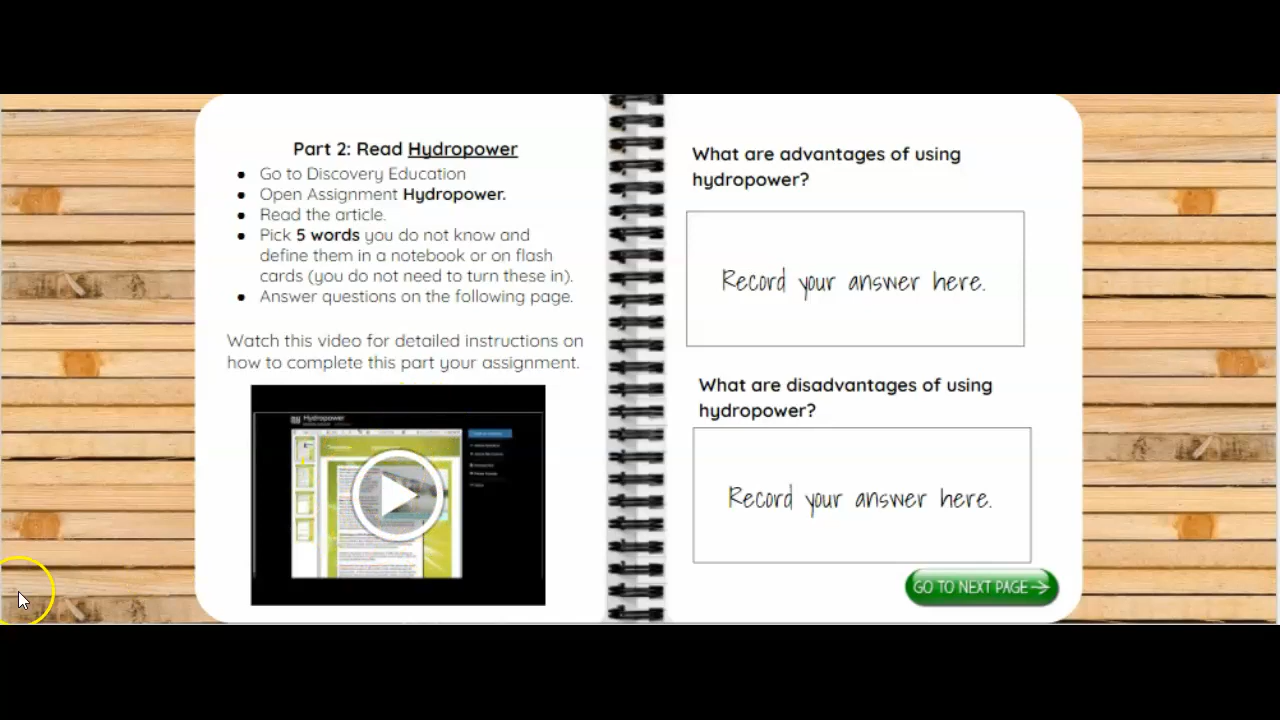 Part 2: Read Hydropower
Go to Discovery Education
Open Assignment Hydropower.
Read the article.
Pick 5 words you do not know and
define them in a notebook or on flash
cards (you do not need to turn these in).
Answer questions on the following page.
Watch this video for detailed instructions on
how to complete this part your assignment.
Hydropower
What are advantages of using
hydropower?
Record your answer here.
What are disadvantages of using
hydropower?
Record your answer here.
GO TO NEXT PAGE